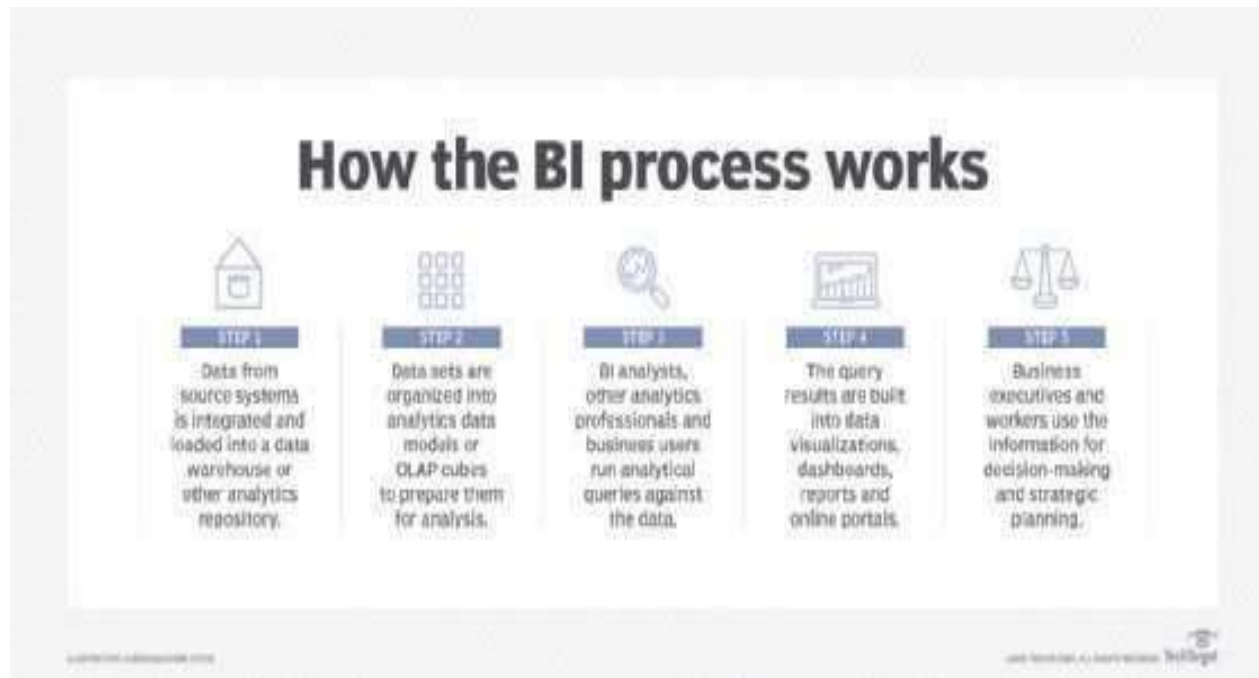 How the BI process works
STEP 1
Data from
source systems
is integrated and
loaded into a data
warehouse or
other analytics
repository.
STEP 2
Data sets are
organized into
analytics data
models or
OLAP cubes
to prepare them
for analysis.
STEP 3
BI analysts,
other analytics
professionals and
business users
run analytical
queries against
the data.
STEP 4
The query
results are built
into data
visualizations,
dashboards,
reports and
online portals.
STEP 5
Business
executives and
workers use the
information for
decision-making
and strategic
planning.
TechTarget